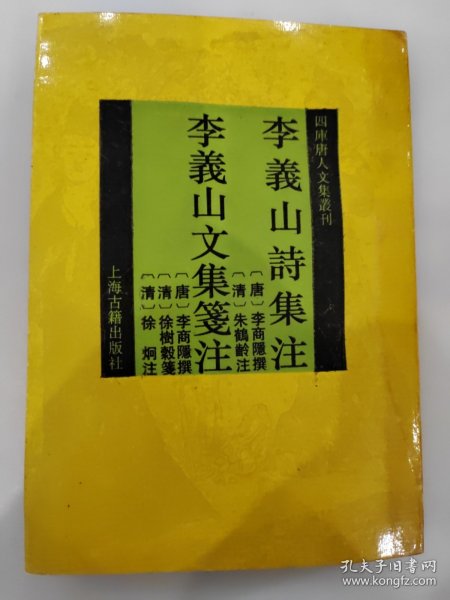 四庫唐人文集叢刊
李義山詩集注
〔唐〕李商隱撰
〔清〕朱鶴齡注
李義山文集箋注
〔唐〕李商隱撰
〔清〕徐樹榖箋
〔清〕徐炯注
上海古籍出版社
孔夫子旧书网
www.kongfz.com